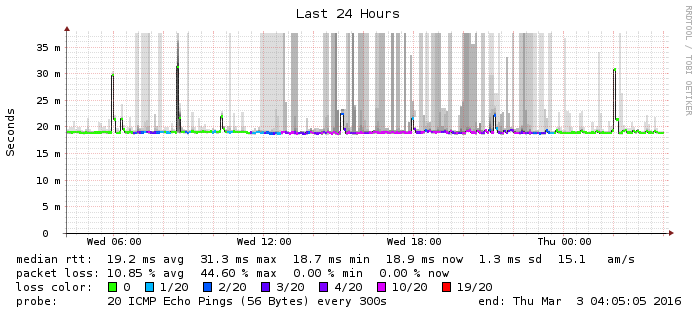 Last 24 Hours
RRDTOOL / TOBI OETIKER
Seconds
35 m
30 m
25 m
20 m
15 m
10 m
5 m
0
Wed 06:00 Wed 12:00 Wed 18:00 Thu 00:00
median rtt: 19.2 ms avg 31.3 ms max 18.7 ms min 18.9 ms now 1.3 ms sd 15.1 am/s
packet loss: 10.85 % avg 44.60 % max 0.00 % min 0.00 % now
loss color: 0 1/20 2/20 3/20 4/20 10/20 19/20
probe: 20 ICMP Echo Pings (56 Bytes) every 300s end: Thu Mar 3 04:05:05 2016